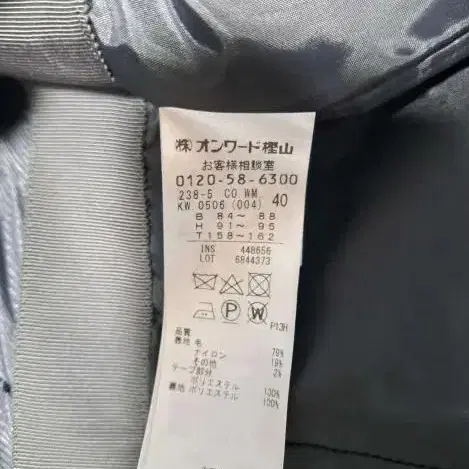 ㈱オンワード樫山
お客様相談室
0120-58-6300
238-5 CO.WM
KW.0506 (004) 40
B 84～ 88
H 91～ 95
T158～162
INS 448656
LOT 6844373
P
W
P13H
品質
表地 毛 79%
ナイロン 19%
その他 2%
テープ部分
ポリエステル 100%
裏地 ポリエステル 100%